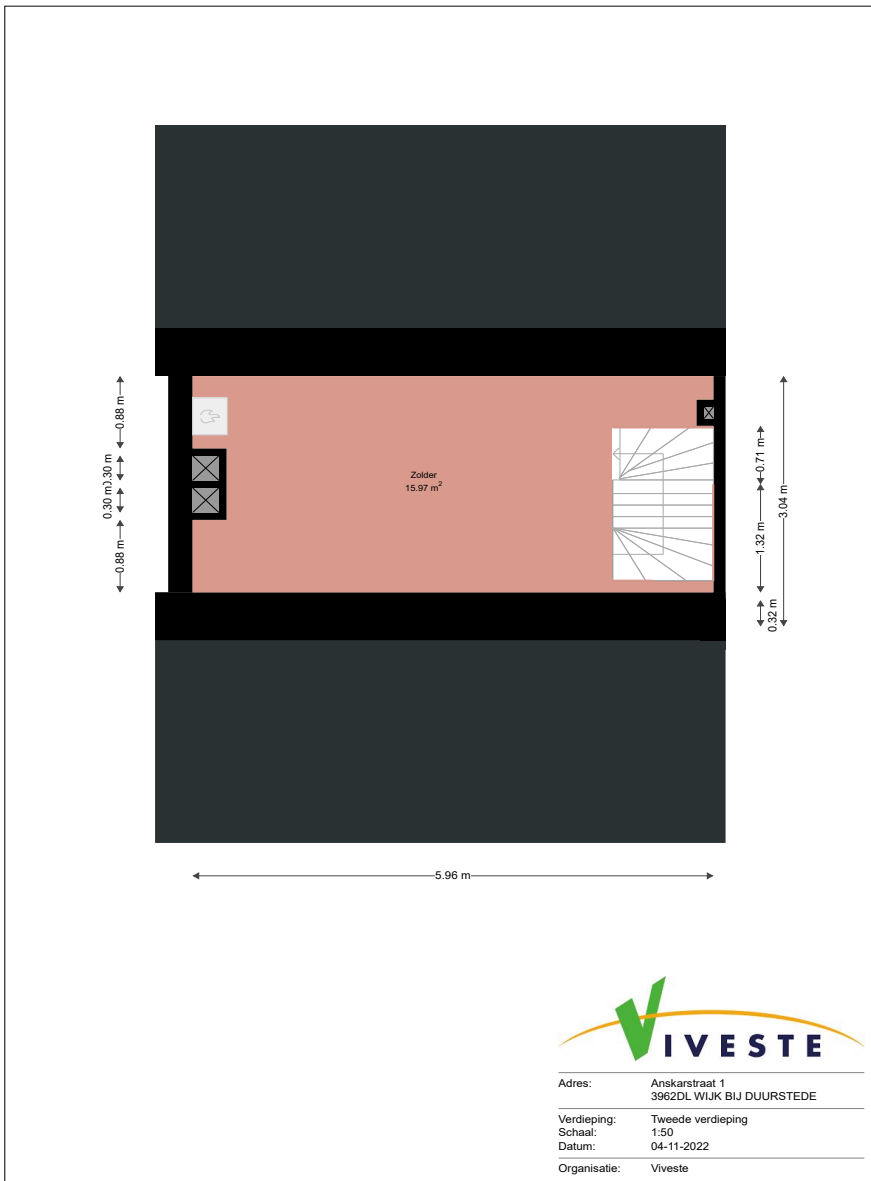 Zolder
15.97 m²
0.88 m
0.30 m
0.30 m
0.88 m
0.71 m
1.32 m
3.04 m
0.32 m
5.96 m
VIVESTE
Adres: Anskarstraat 1
3962DL WIJK BIJ DUURSTEDE
Verdieping: Tweede verdieping
Schaal: 1:50
Datum: 04-11-2022
Organisatie: Viveste